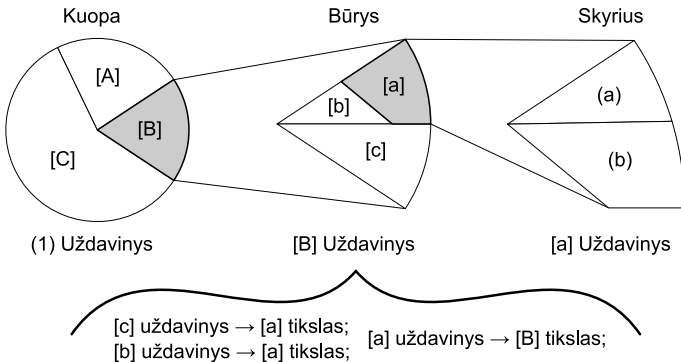 Kuopa
Būrys
Skyrius
[A]
[B]
[C]
[a]
[b]
[c]
(a)
(b)
(1) Uždavinys
[B] Uždavinys
[a] Uždavinys
[c] uždavinys → [a] tikslas;
[b] uždavinys → [a] tikslas;
[a] uždavinys → [B] tikslas;